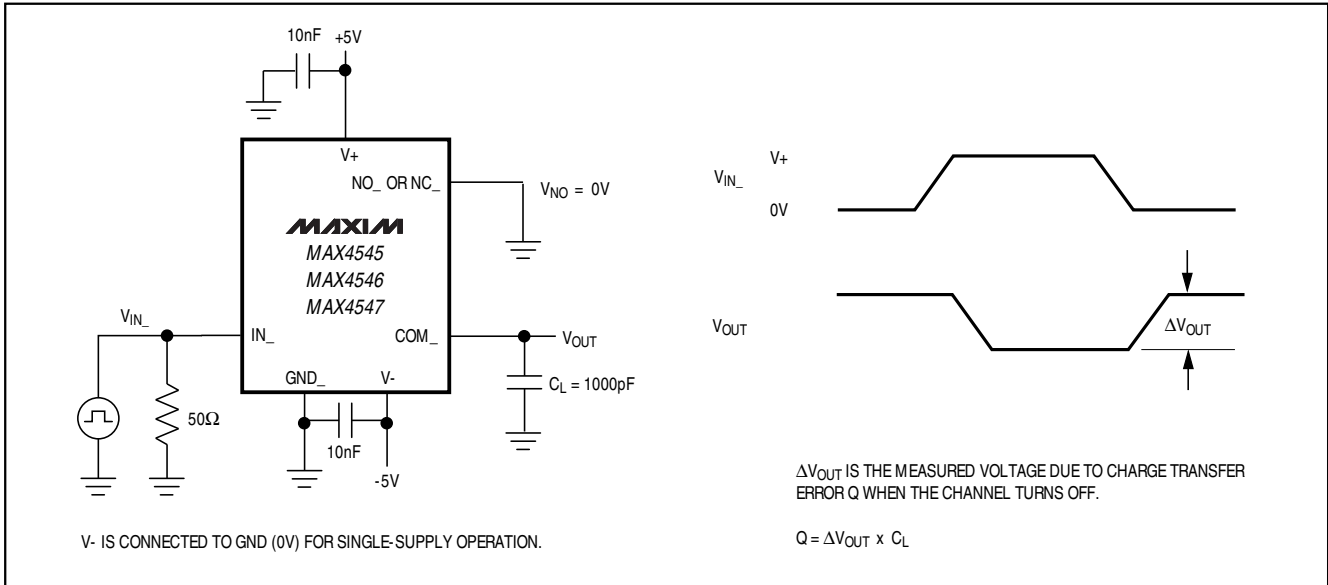 10nF +5V
V+
NO_ OR NC_
V_NO = 0V
MAXIM
MAX4545
MAX4546
MAX4547
V_IN_
IN_
COM_
V_OUT
GND_ V-
C_L = 1000pF
50Ω
10nF
-5V
V- IS CONNECTED TO GND (0V) FOR SINGLE-SUPPLY OPERATION.
V+
V_IN_
0V
V_OUT
ΔV_OUT
ΔV_OUT IS THE MEASURED VOLTAGE DUE TO CHARGE TRANSFER
ERROR Q WHEN THE CHANNEL TURNS OFF.
Q = ΔV_OUT x C_L